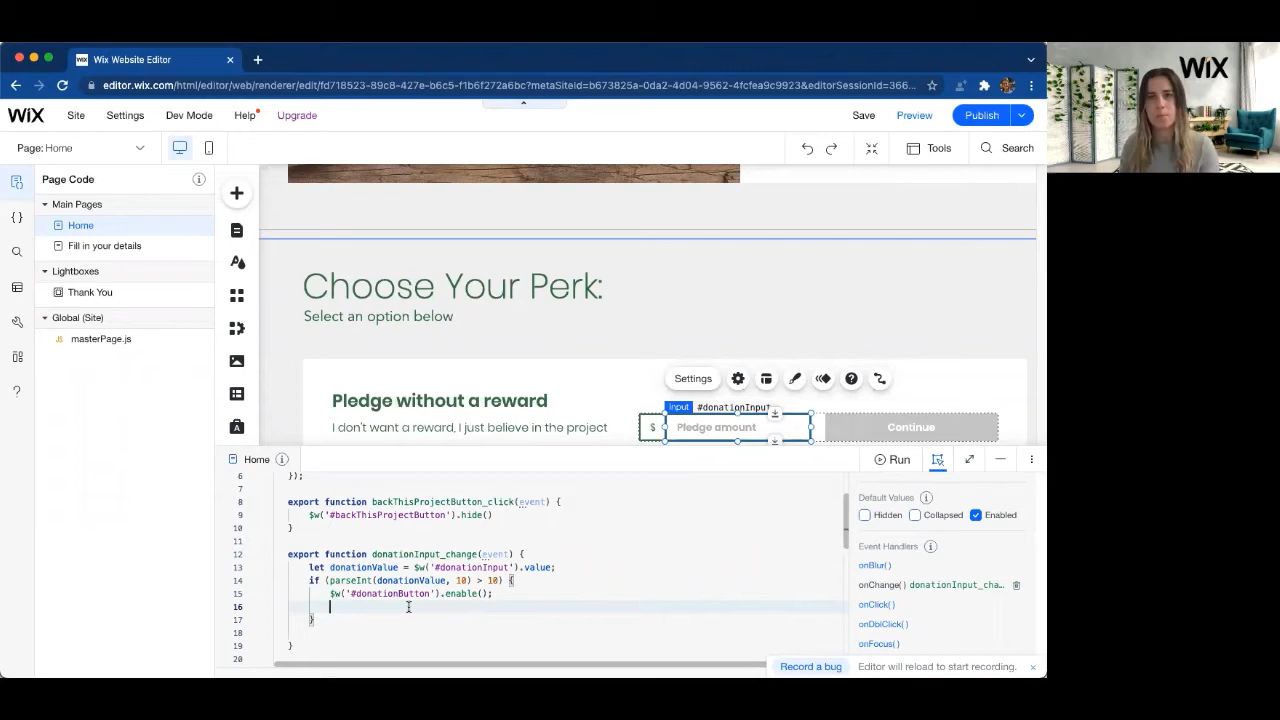 Wix Website Editor
WIX
editor.wix.com/html/editor/web/renderer/edit/fd718523-89c8-427e-b6c5-f1b6f272a6bc?metaSiteId=b673825a-0da2-4d04-9562-4fcfea9c9923&editorSessionId=366...
WIX
Site
Settings
Dev Mode
Help
Upgrade
Save
Preview
Publish
Page: Home
Tools
Search
Page Code
Main Pages
Home
Fill in your details
Lightboxes
Thank You
Global (Site)
JS masterPage.js
Choose Your Perk:
Select an option below
Settings
Pledge without a reward
I don't want a reward, I just believe in the project
Input #donationInput
$ Pledge amount
Continue
Home
Run
6 });
7
8 export function backThisProjectButton_click(event) {
9 $w('#backThisProjectButton').hide()
10 }
11
12 export function donationInput_change(event) {
13 let donationValue = $w('#donationInput').value;
14 if (parseInt(donationValue, 10) > 10) {
15 $w('#donationButton').enable();
16
17 }
18
19 }
20
Default Values
Hidden
Collapsed
Enabled
Event Handlers
onBlur()
onChange() donationInput_cha...
onClick()
onDblClick()
onFocus()
Record a bug Editor will reload to start recording.